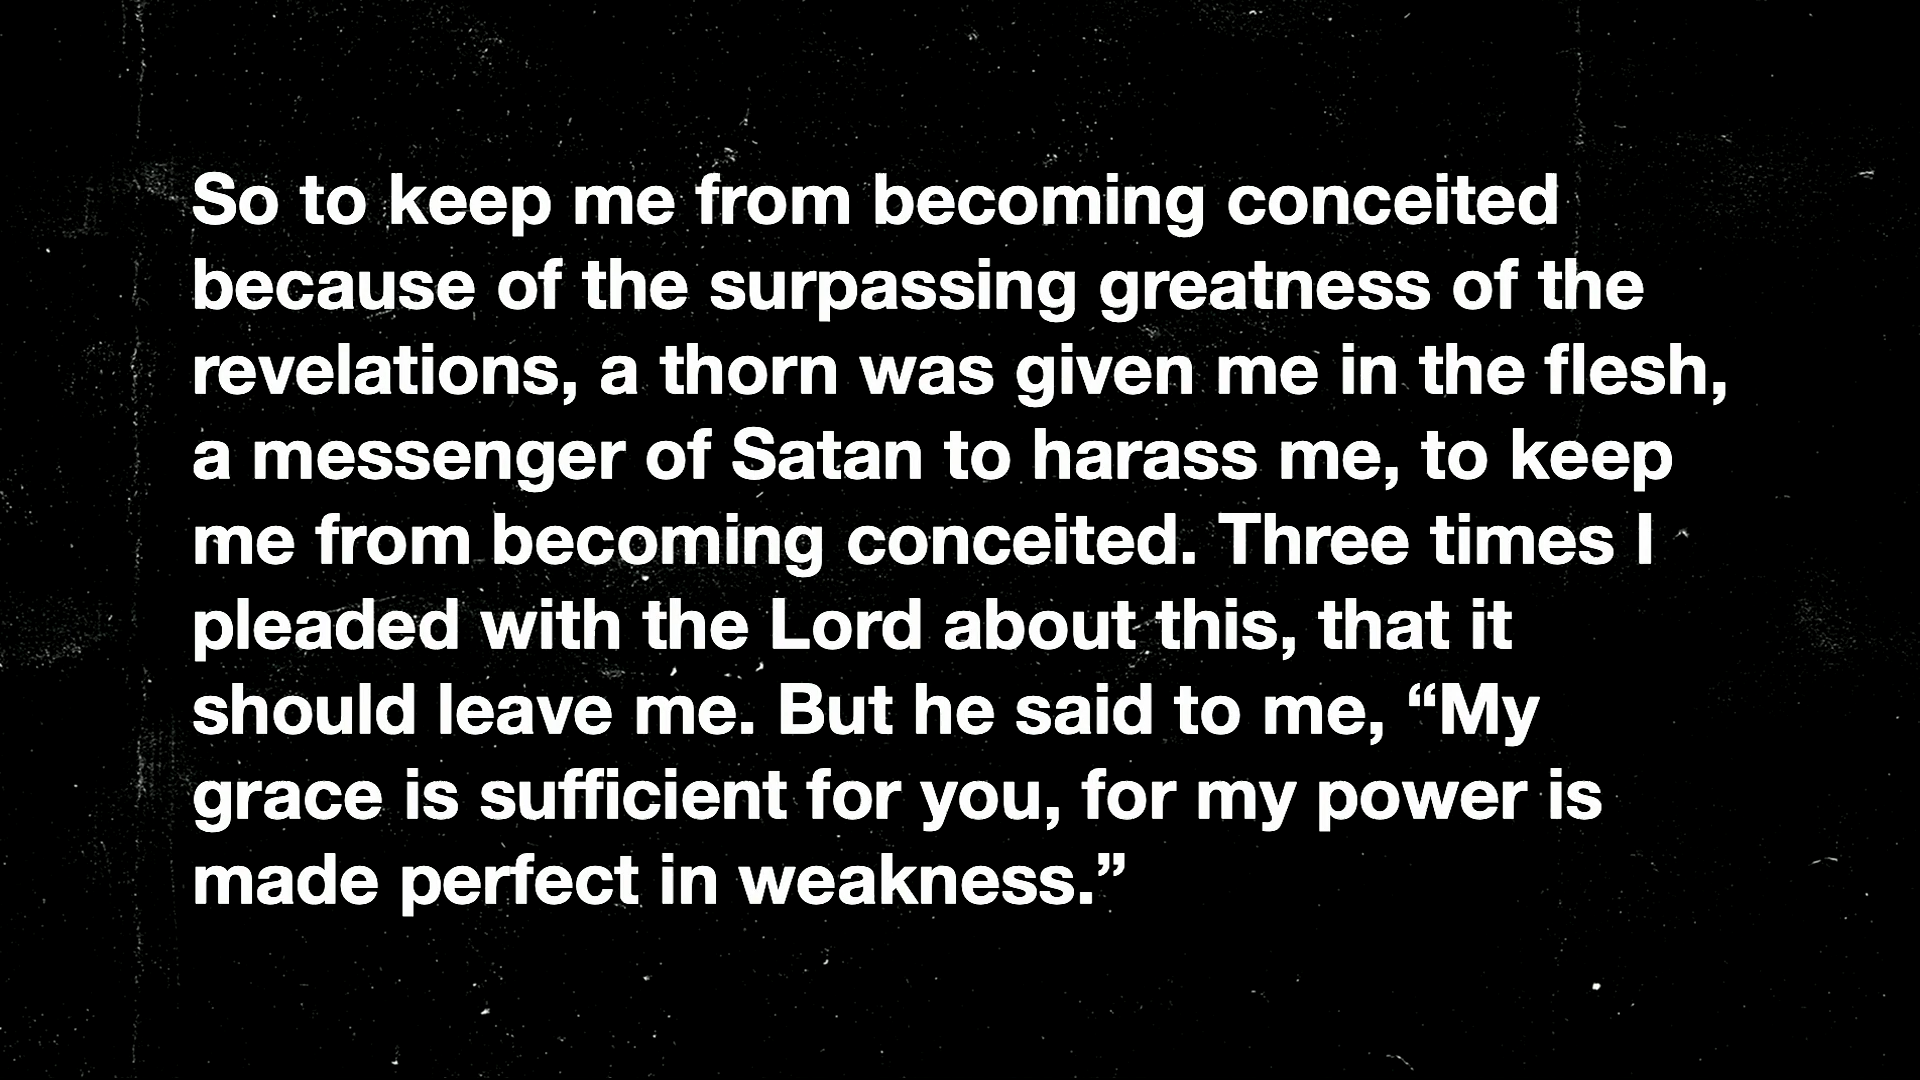 So to keep me from becoming conceited
because of the surpassing greatness of the
revelations, a thorn was given me in the flesh,
a messenger of Satan to harass me, to keep
me from becoming conceited. Three times I
pleaded with the Lord about this, that it
should leave me. But he said to me, “My
grace is sufficient for you, for my power is
made perfect in weakness.”